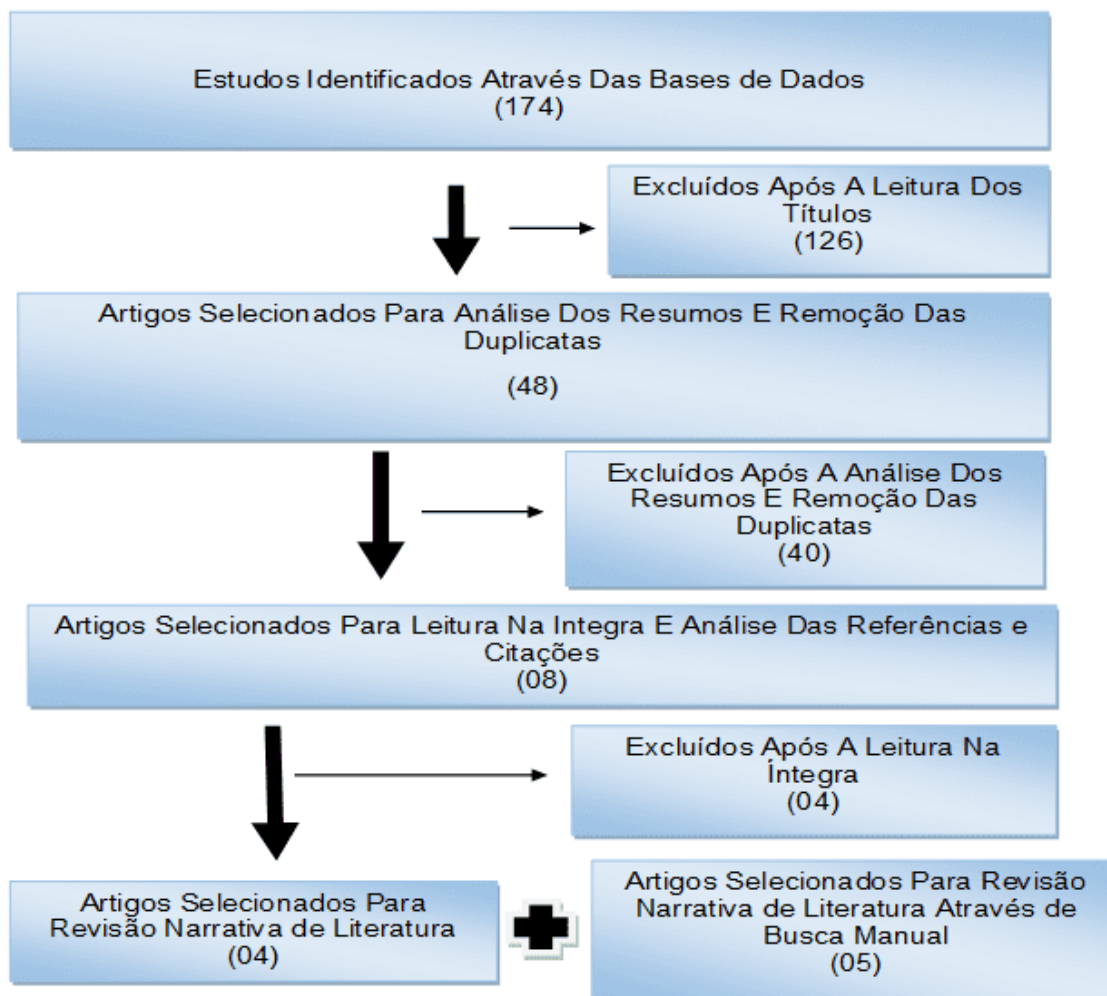 Estudos Identificados Através Das Bases de Dados
(174)
Excluídos Após A Leitura Dos
Títulos
(126)
Artigos Selecionados Para Análise Dos Resumos E Remoção Das
Duplicatas
(48)
Excluídos Após A Análise Dos
Resumos E Remoção Das
Duplicatas
(40)
Artigos Selecionados Para Leitura Na Integra E Análise Das Referências e
Citações
(08)
Excluídos Após A Leitura Na
Íntegra
(04)
Artigos Selecionados Para
Revisão Narrativa de Literatura
(04)
Artigos Selecionados Para Revisão
Narrativa de Literatura Através de
Busca Manual
(05)